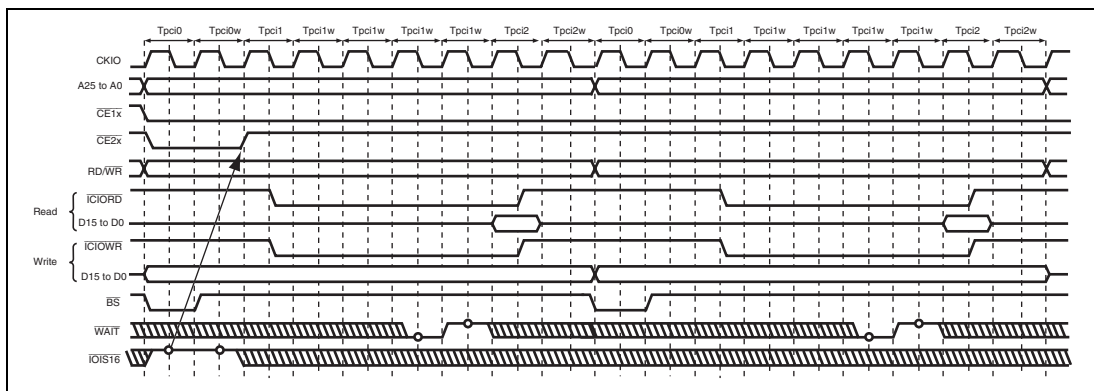 Tpci0 Tpci0w Tpci1 Tpci1w Tpci1w Tpci1w Tpci1w Tpci2 Tpci2w Tpci0 Tpci0w Tpci1 Tpci1w Tpci1w Tpci1w Tpci1w Tpci2 Tpci2w
CKIO
A25 to A0
CE1x
CE2x
RD/WR
Read
ICIORD
D15 to D0
Write
ICIOWR
D15 to D0
BS
WAIT
IOIS16